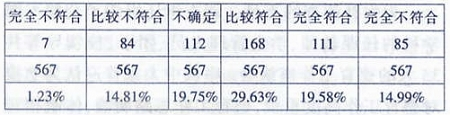 完全不符合 比较不符合 不确定 比较符合 完全符合 完全不符合
7 84 112 168 111 85
567 567 567 567 567 567
1.23% 14.81% 19.75% 29.63% 19.58% 14.99%